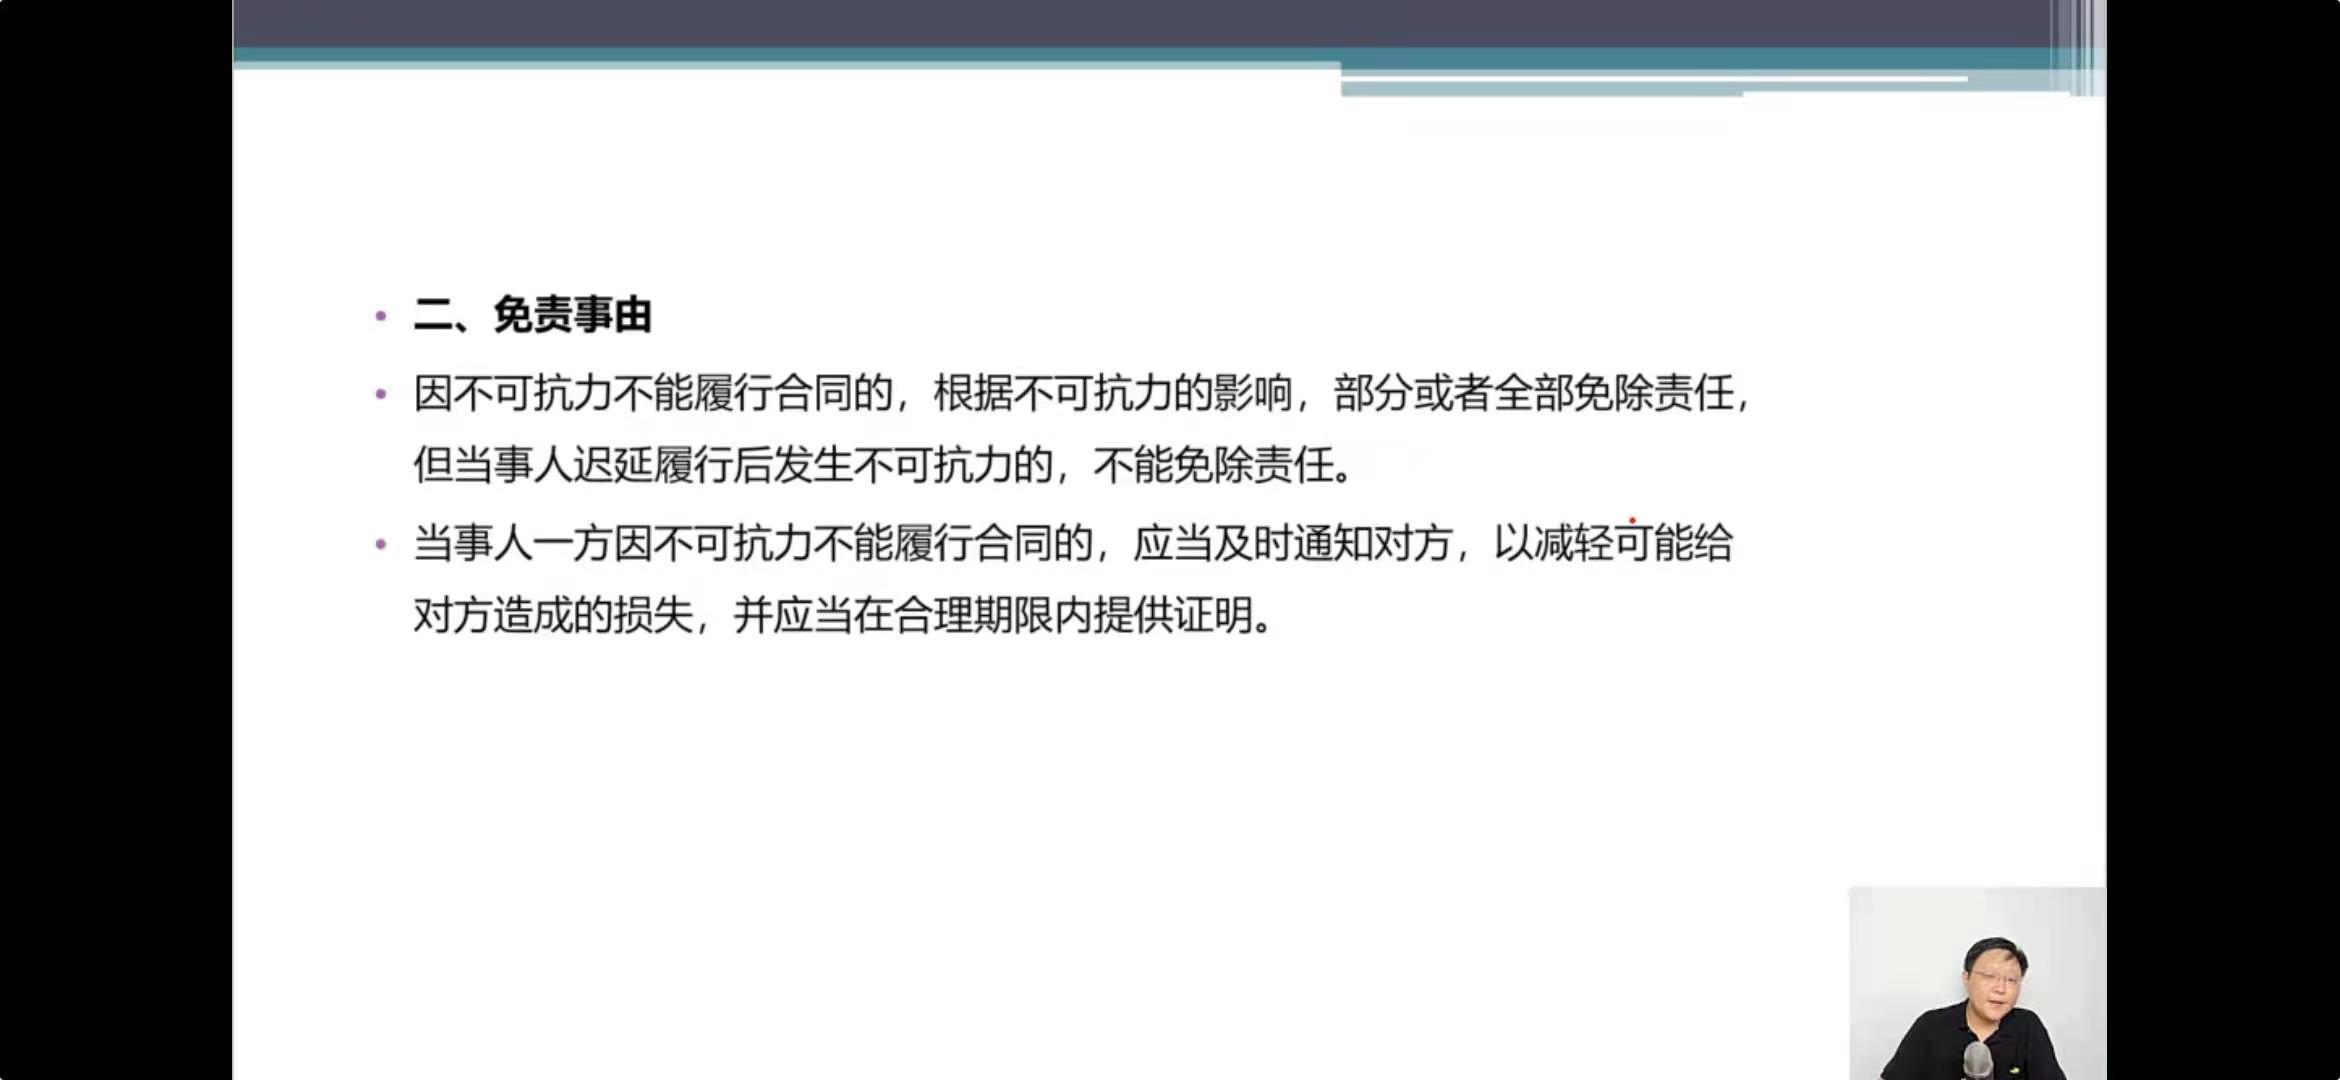 二、免责事由
因不可抗力不能履行合同的，根据不可抗力的影响，部分或者全部免除责任，
但当事人迟延履行后发生不可抗力的，不能免除责任。
当事人一方因不可抗力不能履行合同的，应当及时通知对方，以减轻可能给
对方造成的损失，并应当在合理期限内提供证明。